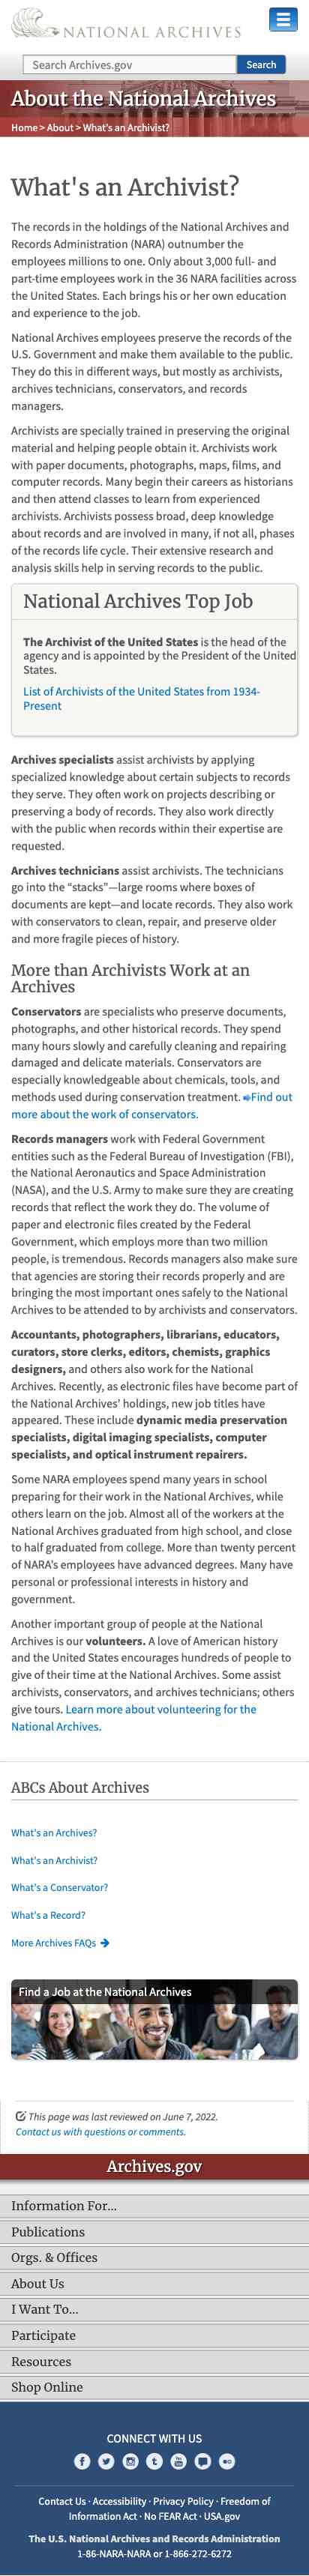 NATIONAL ARCHIVES
Search Archives.gov
Search
About the National Archives
Home > About > What's an Archivist?
What's an Archivist?
The records in the holdings of the National Archives and
Records Administration (NARA) outnumber the
employees millions to one. Only about 3,000 full- and
part-time employees work in the 36 NARA facilities across
the United States. Each brings his or her own education
and experience to the job.
National Archives employees preserve the records of the
U.S. Government and make them available to the public.
They do this in different ways, but mostly as archivists,
archives technicians, conservators, and records
managers.
Archivists are specially trained in preserving the original
material and helping people obtain it. Archivists work
with paper documents, photographs, maps, films, and
computer records. Many begin their careers as historians
and then attend classes to learn from experienced
archivists. Archivists possess broad, deep knowledge
about records and are involved in many, if not all, phases
of the records life cycle. Their extensive research and
analysis skills help in serving records to the public.
National Archives Top Job
The Archivist of the United States is the head of the
agency and is appointed by the President of the United
States.
List of Archivists of the United States from 1934-
Present
Archives specialists assist archivists by applying
specialized knowledge about certain subjects to records
they serve. They often work on projects describing or
preserving a body of records. They also work directly
with the public when records within their expertise are
requested.
Archives technicians assist archivists. The technicians
go into the “stacks”—large rooms where boxes of
documents are kept—and locate records. They also work
with conservators to clean, repair, and preserve older
and more fragile pieces of history.
More than Archivists Work at an
Archives
Conservators are specialists who preserve documents,
photographs, and other historical records. They spend
many hours slowly and carefully cleaning and repairing
damaged and delicate materials. Conservators are
especially knowledgeable about chemicals, tools, and
methods used during conservation treatment. Find out
more about the work of conservators.
Records managers work with Federal Government
entities such as the Federal Bureau of Investigation (FBI),
the National Aeronautics and Space Administration
(NASA), and the U.S. Army to make sure they are creating
records that reflect the work they do. The volume of
paper and electronic files created by the Federal
Government, which employs more than two million
people, is tremendous. Records managers also make sure
that agencies are storing their records properly and are
bringing the most important ones safely to the National
Archives to be attended to by archivists and conservators.
Accountants, photographers, librarians, educators,
curators, store clerks, editors, chemists, graphics
designers, and others also work for the National
Archives. Recently, as electronic files have become part of
the National Archives’ holdings, new job titles have
appeared. These include dynamic media preservation
specialists, digital imaging specialists, computer
specialists, and optical instrument repairers.
Some NARA employees spend many years in school
preparing for their work in the National Archives, while
others learn on the job. Almost all of the workers at the
National Archives graduated from high school, and close
to half graduated from college. More than twenty percent
of NARA's employees have advanced degrees. Many have
personal or professional interests in history and
government.
Another important group of people at the National
Archives is our volunteers. A love of American history
and the United States encourages hundreds of people to
give of their time at the National Archives. Some assist
archivists, conservators, and archives technicians; others
give tours. Learn more about volunteering for the
National Archives.
ABCs About Archives
What's an Archives?
What's an Archivist?
What's a Conservator?
What's a Record?
More Archives FAQs
Find a Job at the National Archives
This page was last reviewed on June 7, 2022.
Contact us with questions or comments.
Archives.gov
Information For…
Publications
Orgs. & Offices
About Us
I Want To…
Participate
Resources
Shop Online
CONNECT WITH US
Contact Us · Accessibility · Privacy Policy · Freedom of
Information Act · No FEAR Act · USA.gov
The U.S. National Archives and Records Administration
1-86-NARA-NARA or 1-866-272-6272